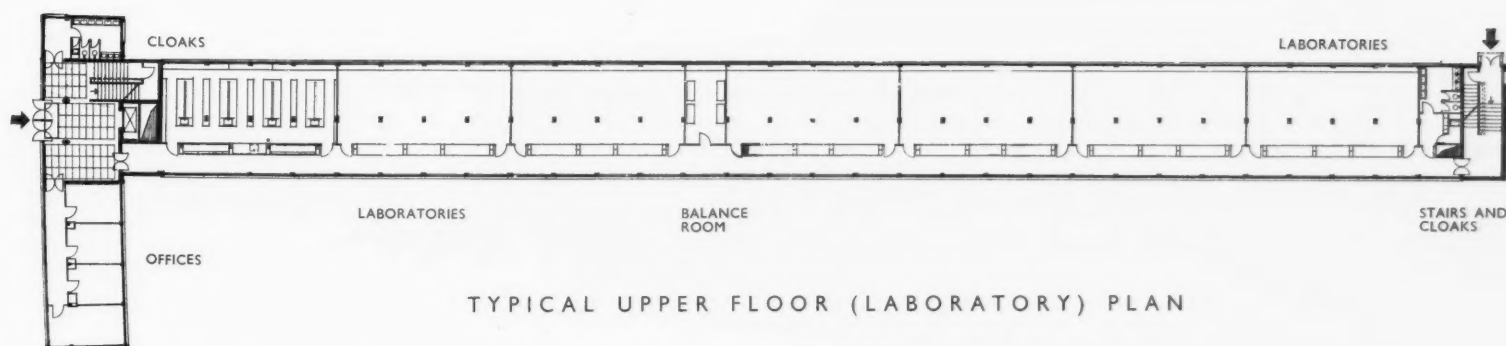 CLOAKS
LABORATORIES
LABORATORIES
BALANCE
ROOM
STAIRS AND
CLOAKS
OFFICES
TYPICAL UPPER FLOOR (LABORATORY) PLAN